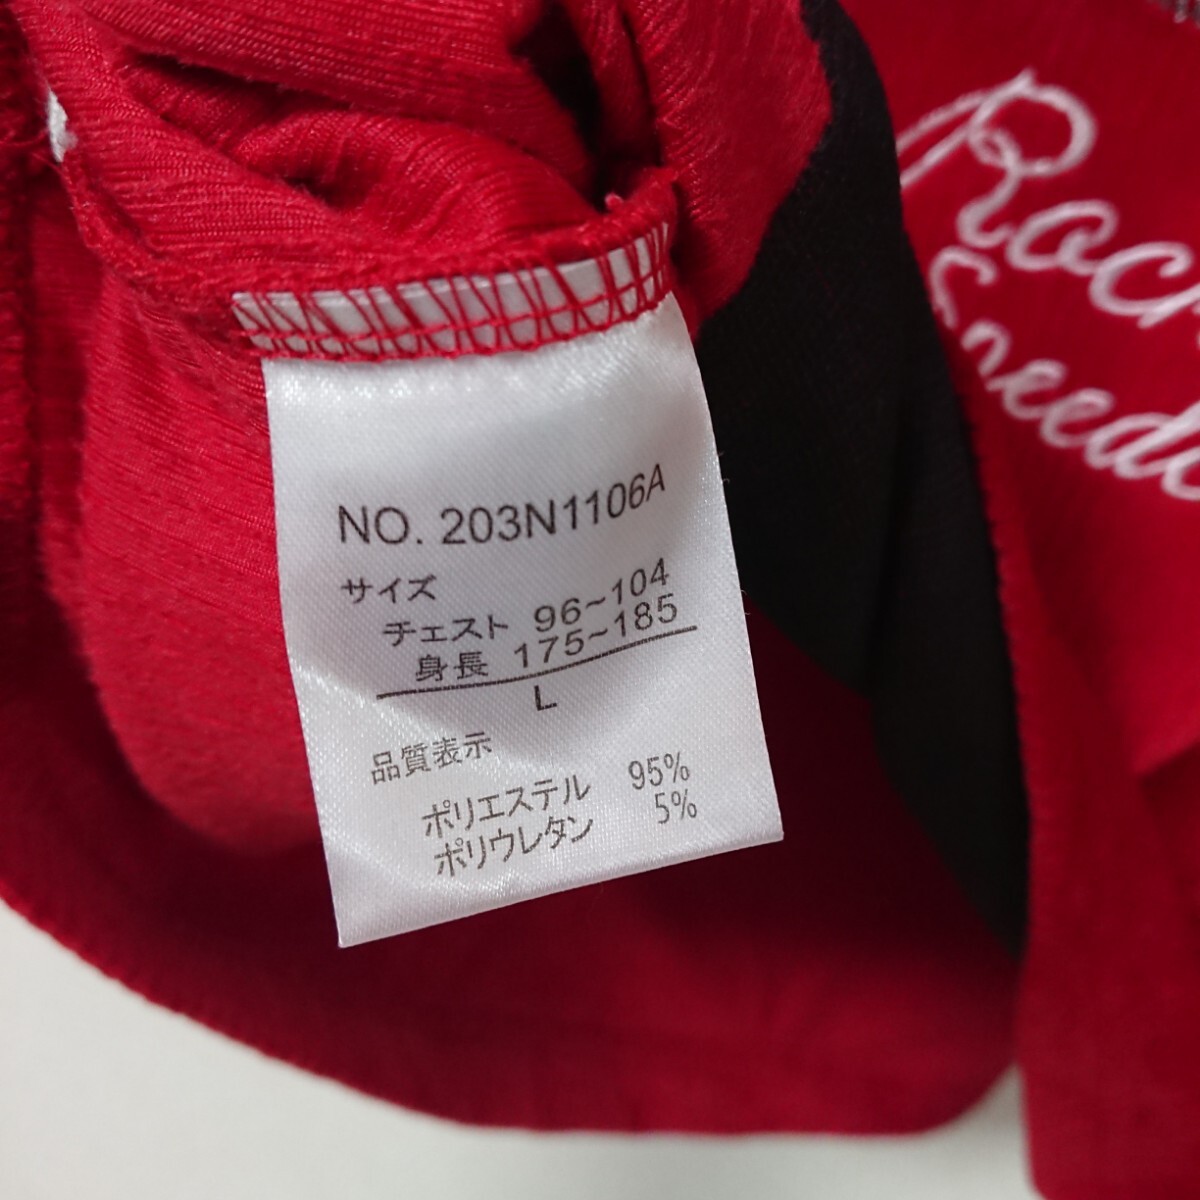 NO. 203N1106A
サイズ
チェスト 96~104
身長 175~185
L
品質表示
ポリエステル 95%
ポリウレタン 5%